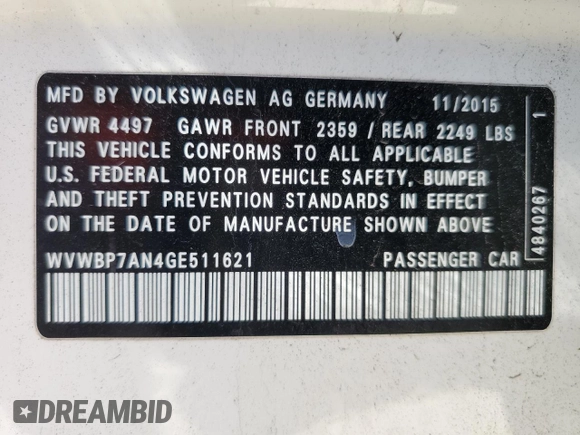 MFD BY VOLKSWAGEN AG GERMANY 11/2015
GVWR 4497 GAWR FRONT 2359 / REAR 2249 LBS
THIS VEHICLE CONFORMS TO ALL APPLICABLE
U.S. FEDERAL MOTOR VEHICLE SAFETY, BUMPER
AND THEFT PREVENTION STANDARDS IN EFFECT
ON THE DATE OF MANUFACTURE SHOWN ABOVE
WVWBP7AN4GE511621 PASSENGER CAR
4840267 1
DREAMBID